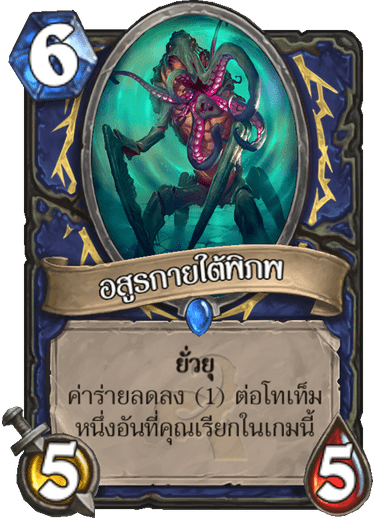 6
อสูรกายใต้พิภพ
ยั่วยุ
ค่าร่ายลดลง (1) ต่อโทเท็ม
หนึ่งอันที่คุณเรียกในเกมนี้
5 5